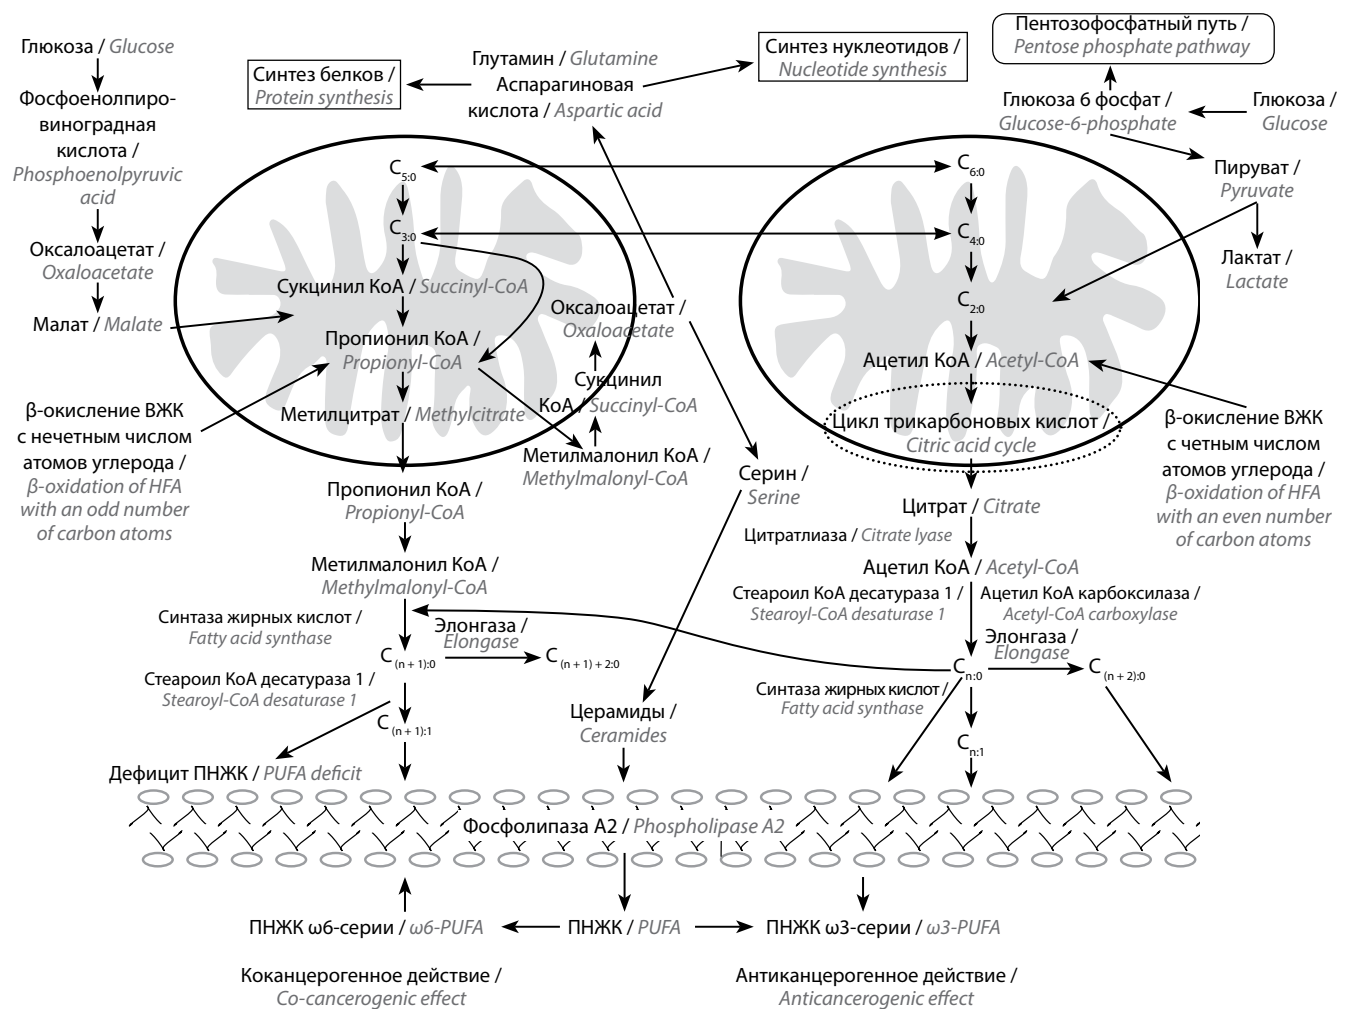 Глюкоза / Glucose
Фосфоенолпиро-
виноградная
кислота /
Phosphoenolpyruvic
acid
Оксалоацетат /
Oxaloacetate
Малат / Malate
β-окисление ВЖК
с нечетным числом
атомов углерода /
β-oxidation of HFA
with an odd number
of carbon atoms
Синтез белков /
Protein synthesis
Глутамин / Glutamine
Аспарагиновая
кислота / Aspartic acid
Синтез нуклеотидов /
Nucleotide synthesis
Пентозофосфатный путь /
Pentose phosphate pathway
Глюкоза 6 фосфат /
Glucose-6-phosphate
Глюкоза /
Glucose
Пируват /
Pyruvate
Лактат /
Lactate
C5:0
C3:0
Сукцинил КоА / Succinyl-CoA
Пропионил КоА /
Propionyl-CoA
Метилцитрат / Methylcitrate
Оксалоацетат /
Oxaloacetate
Сукцинил
КоА / Succinyl-CoA
Метилмалонил КоА /
Methylmalonyl-CoA
C6:0
C4:0
C2:0
Ацетил КоА / Acetyl-CoA
Цикл трикарбоновых кислот /
Citric acid cycle
β-окисление ВЖК
с четным числом
атомов углерода /
β-oxidation of HFA
with an even number
of carbon atoms
Серин /
Serine
Пропионил КоА /
Propionyl-CoA
Метилмалонил КоА /
Methylmalonyl-CoA
Синтаза жирных кислот /
Fatty acid synthase
Элонгаза /
Elongase
C(n + 1):0
C(n + 1) + 2:0
Стеароил КоА десатураза 1 /
Stearoyl-CoA desaturase 1
C(n + 1):1
Дефицит ПНЖК / PUFA deficit
Церамиды /
Ceramides
Цитрат / Citrate
Цитратлиаза / Citrate lyase
Ацетил КоА / Acetyl-CoA
Стеароил КоА десатураза 1 /
Stearoyl-CoA desaturase 1
Ацетил КоА карбоксилаза /
Acetyl-CoA carboxylase
Элонгаза /
Elongase
Cn:0
C(n + 2):0
Синтаза жирных кислот /
Fatty acid synthase
Cn:1
Фосфолипаза А2 / Phospholipase A2
ПНЖК ω6-серии / ω6-PUFA
ПНЖК / PUFA
ПНЖК ω3-серии / ω3-PUFA
Коканцерогенное действие /
Co-cancerogenic effect
Антиканцерогенное действие /
Anticancerogenic effect